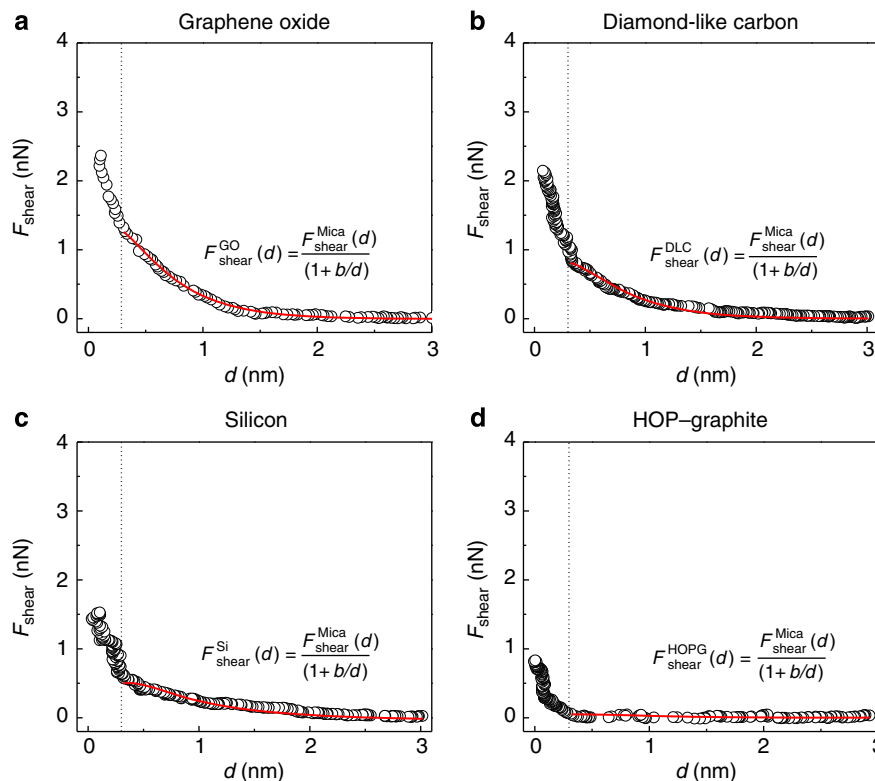 a Graphene oxide
4
3
2
1
0
F_shear (nN)
F^GO_shear (d) = F^Mica_shear (d) / (1+ b/d)
0 1 2 3
d (nm)
b Diamond-like carbon
4
3
2
1
0
F_shear (nN)
F^DLC_shear (d) = F^Mica_shear (d) / (1+ b/d)
0 1 2 3
d (nm)
c Silicon
4
3
2
1
0
F_shear (nN)
F^Si_shear (d) = F^Mica_shear (d) / (1+ b/d)
0 1 2 3
d (nm)
d HOP–graphite
4
3
2
1
0
F_shear (nN)
F^HOPG_shear (d) = F^Mica_shear (d) / (1+ b/d)
0 1 2 3
d (nm)